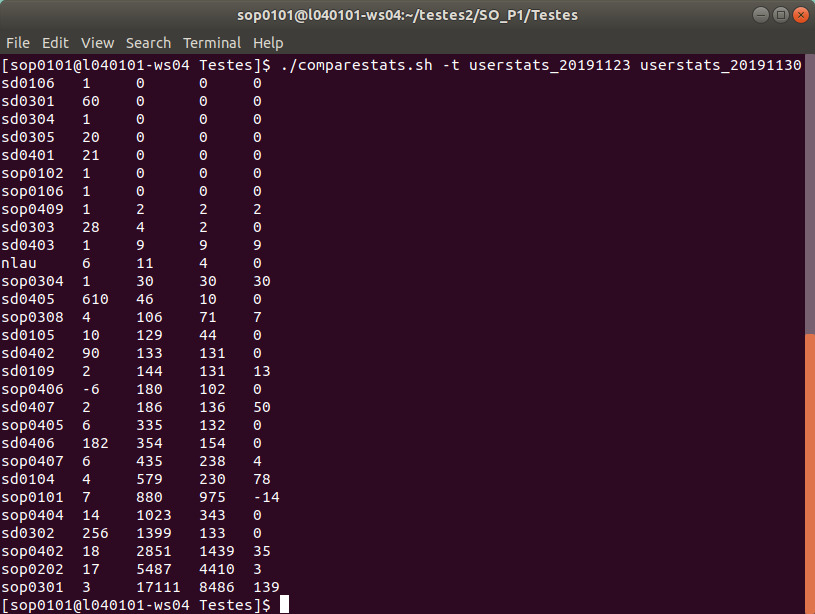 sop0101@l040101-ws04:~/testes2/SO_P1/Testes
File Edit View Search Terminal Help
[sop0101@l040101-ws04 Testes]$ ./comparestats.sh -t userstats_20191123 userstats_20191130
sd0106 1 0 0 0
sd0301 60 0 0 0
sd0304 1 0 0 0
sd0305 20 0 0 0
sd0401 21 0 0 0
sop0102 1 0 0 0
sop0106 1 0 0 0
sop0409 1 2 2 2
sd0303 28 4 2 0
sd0403 1 9 9 9
nlau 6 11 4 0
sop0304 1 30 30 30
sd0405 610 46 10 0
sop0308 4 106 71 7
sd0105 10 129 44 0
sd0402 90 133 131 0
sd0109 2 144 131 13
sop0406 -6 180 102 0
sd0407 2 186 136 50
sop0405 6 335 132 0
sd0406 182 354 154 0
sop0407 6 435 238 4
sd0104 4 579 230 78
sop0101 7 880 975 -14
sop0404 14 1023 343 0
sd0302 256 1399 133 0
sop0402 18 2851 1439 35
sop0202 17 5487 4410 3
sop0301 3 17111 8486 139
[sop0101@l040101-ws04 Testes]$